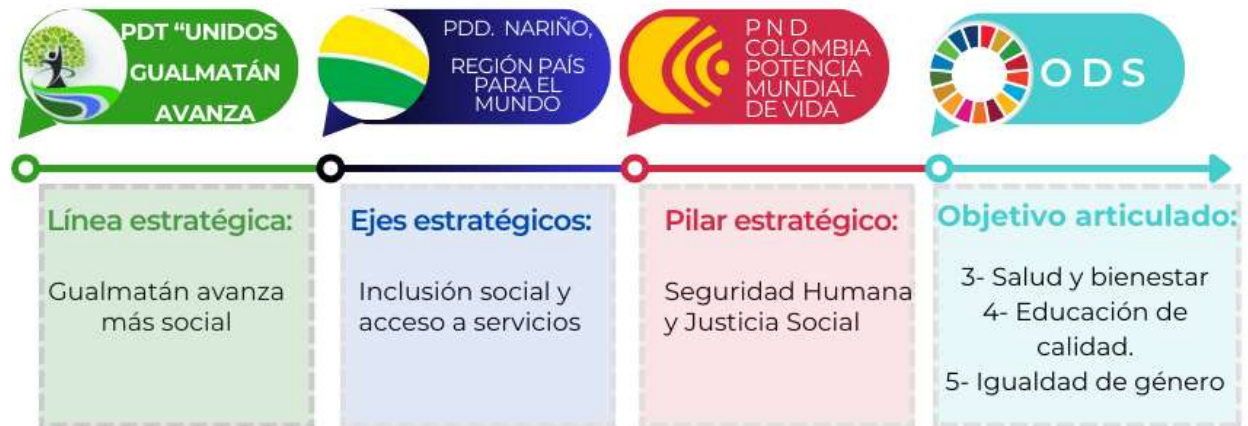 PDT “UNIDOS
GUALMATÁN
AVANZA
PDD. NARIÑO,
REGIÓN PAÍS
PARA EL
MUNDO
P N D
COLOMBIA
POTENCIA
MUNDIAL
DE VIDA
O D S
Línea estratégica:
Gualmatán avanza
más social
Ejes estratégicos:
Inclusión social y
acceso a servicios
Pilar estratégico:
Seguridad Humana
y Justicia Social
Objetivo articulado:
3- Salud y bienestar
4- Educación de
calidad.
5- Igualdad de género